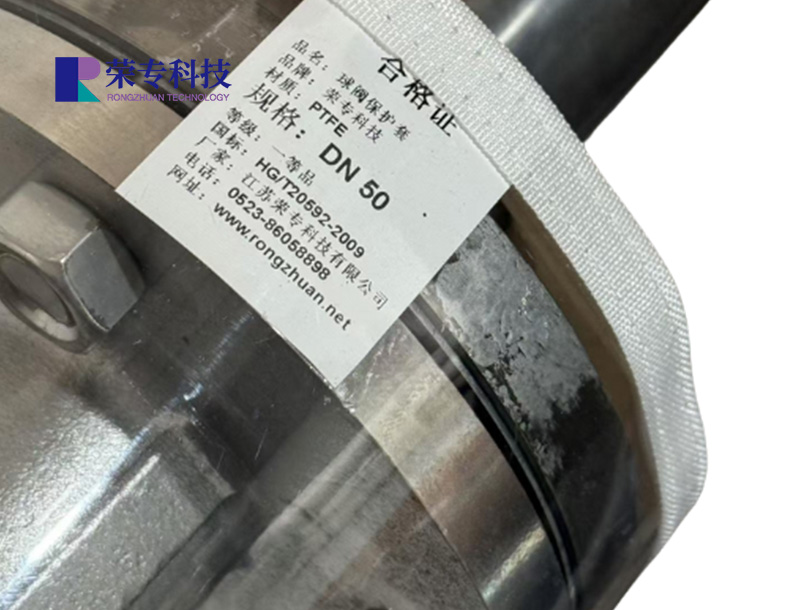 荣专科技
RONGZHUAN TECHNOLOGY
合格证
品名：球阀保护套
品牌：荣专科技
材质：PTFE
规格：DN 50
等级：一等品
国标：HG/T20592-2009
厂家：江苏荣专科技有限公司
电话：0523-86058898
网址：www.rongzhuan.net